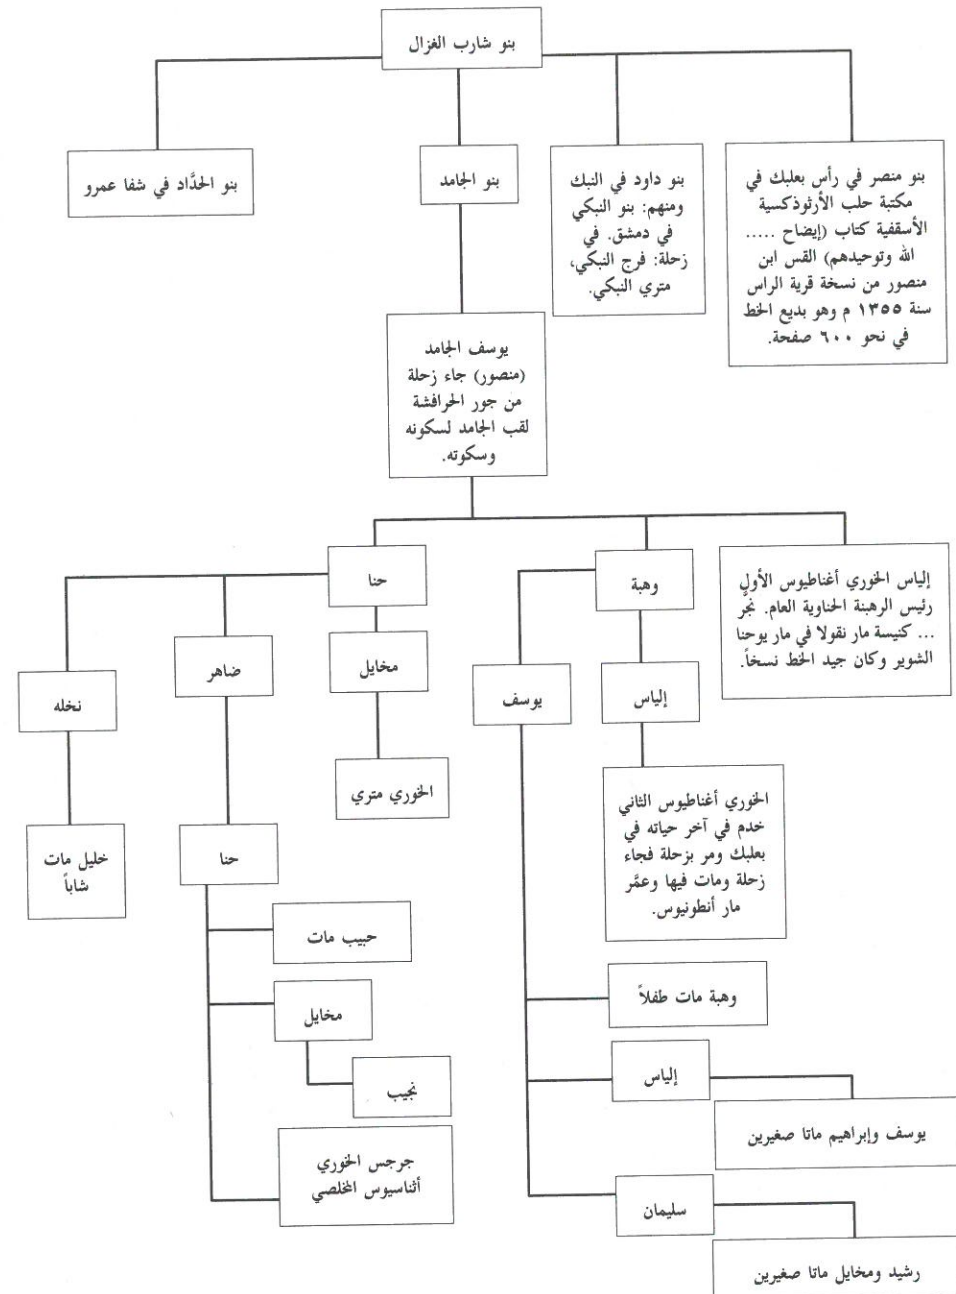 بنو شارب الغزال
بنو منصر في رأس بعلبك في
مكتبة حلب الأرثوذكسية
الأسقفية كتاب (إيضاح .....
الله وتوحيدهم) القس ابن
منصور من نسخة قرية الراس
سنة ١٣٥٥ م وهو بديع الخط
في نحو ٦٠٠ صفحة.
بنو داود في النبك
ومنهم: بنو النبكي
في دمشق. في
زحلة: فرج النبكي،
متري النبكي.
بنو الجامد
بنو الحدَّاد في شفا عمرو
يوسف الجامد
(منصور) جاء زحلة
من جور الحرافشة
لقب الجامد لسكونه
وسكوته.
إلياس الخوري أغناطيوس الأول
رئيس الرهبنة الحناوية العام. نجَّر
... كنيسة مار نقولا في مار يوحنا
الشوير وكان جيد الخط نسخاً.
وهبة
حنا
إلياس
يوسف
مخايل
ضاهر
نخله
الخوري أغناطيوس الثاني
خدم في آخر حياته في
بعلبك ومر بزحلة فجاء
زحلة ومات فيها وعمَّر
مار أنطونيوس.
الخوري متري
حنا
خليل مات
شاباً
حبيب مات
مخايل
نجيب
جرجس الخوري
أثناسيوس المخلصي
وهبة مات طفلاً
إلياس
يوسف وإبراهيم ماتا صغيرين
سليمان
رشيد ومخايل ماتا صغيرين